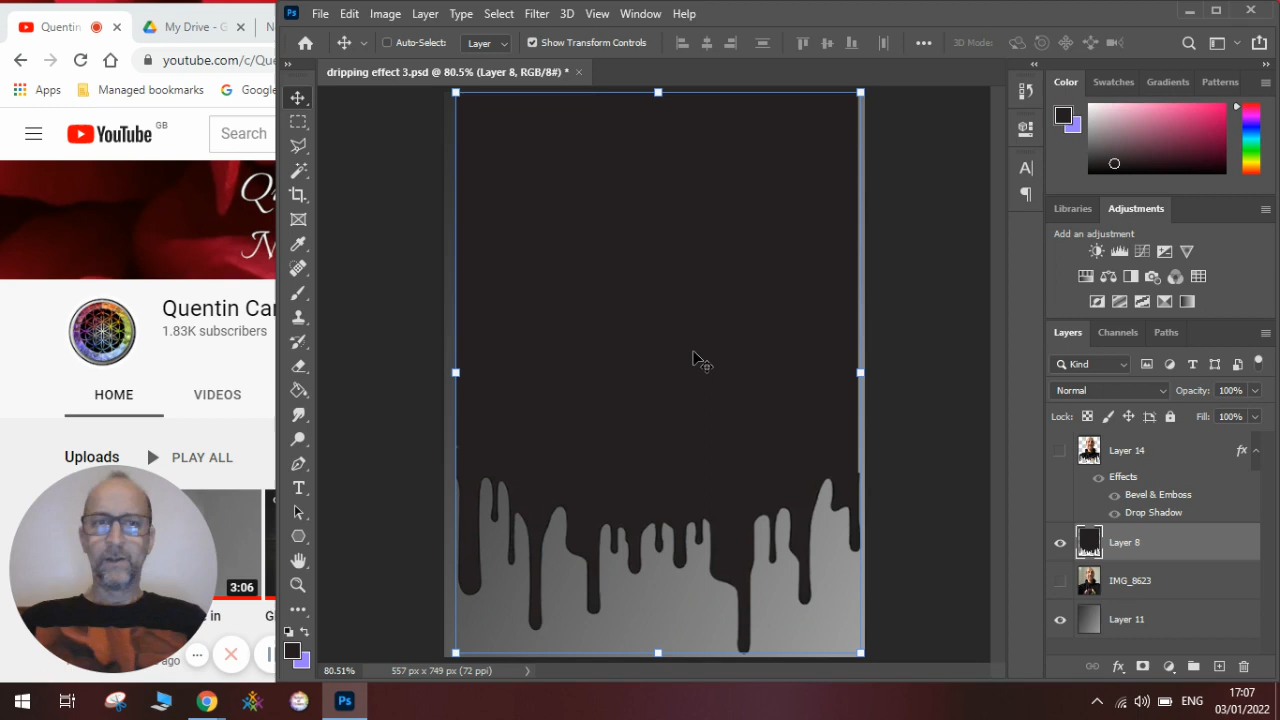 Quentin
My Drive - G
N
youtube.com/c/Que
Apps
Managed bookmarks
Google
YouTube
GB
Search
Qu
N
Quentin Car
1.83K subscribers
HOME
VIDEOS
Uploads
PLAY ALL
3:06
in
G
ago
Ps
File
Edit
Image
Layer
Type
Select
Filter
3D
View
Window
Help
Auto-Select:
Layer
Show Transform Controls
3D Mode:
dripping effect 3.psd @ 80.5% (Layer 8, RGB/8#) *
80.51%
557 px x 749 px (72 ppi)
Color
Swatches
Gradients
Patterns
Libraries
Adjustments
Add an adjustment
Layers
Channels
Paths
Kind
Normal
Opacity:
100%
Lock:
Fill:
100%
Layer 14
fx
Effects
Bevel & Emboss
Drop Shadow
Layer 8
IMG_8623
Layer 11
fx
Ps
ENG
17:07
03/01/2022